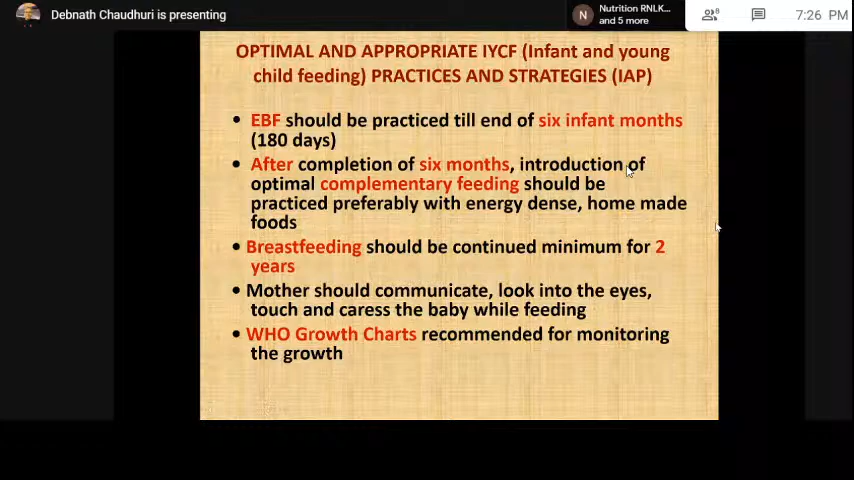 Debnath Chaudhuri is presenting
N
Nutrition RNLK...
and 5 more
8
7:26 PM
OPTIMAL AND APPROPRIATE IYCF (Infant and young
child feeding) PRACTICES AND STRATEGIES (IAP)
• EBF should be practiced till end of six infant months
(180 days)
• After completion of six months, introduction of
optimal complementary feeding should be
practiced preferably with energy dense, home made
foods
• Breastfeeding should be continued minimum for 2
years
• Mother should communicate, look into the eyes,
touch and caress the baby while feeding
• WHO Growth Charts recommended for monitoring
the growth